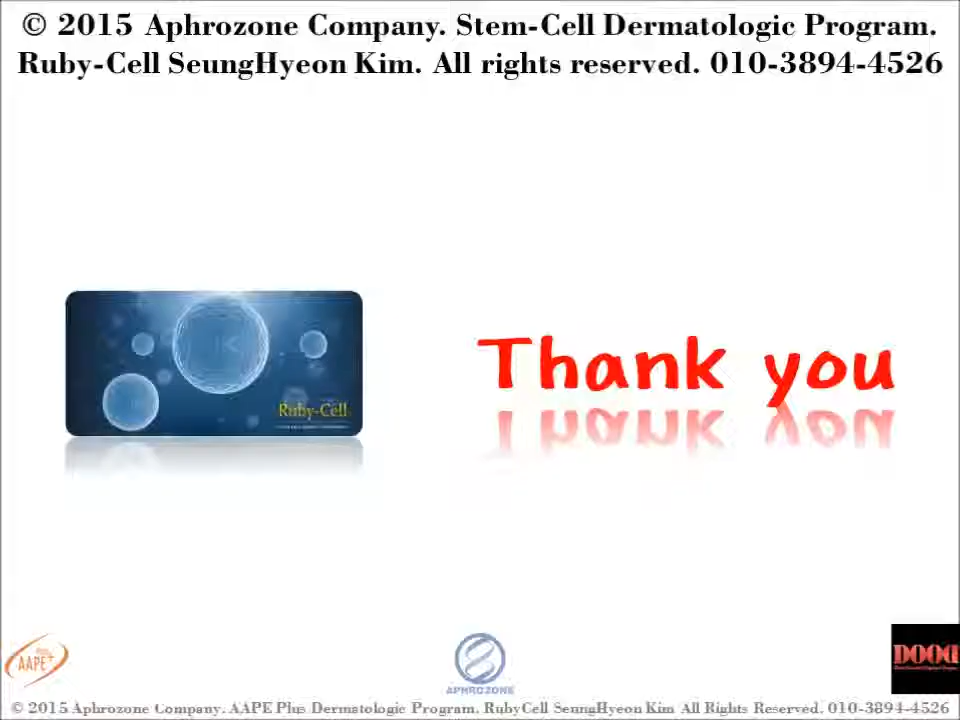 © 2015 Aphrozone Company. Stem-Cell Dermatologic Program.
Ruby-Cell SeungHyeon Kim. All rights reserved. 010-3894-4526
Ruby-Cell
Thank you
AAPE+
APHROZONE
DOOD
© 2015 Aphrozone Company. AAPE Plus Dermatologic Program. RubyCell SeungHyeon Kim All Rights Reserved. 010-3894-4526